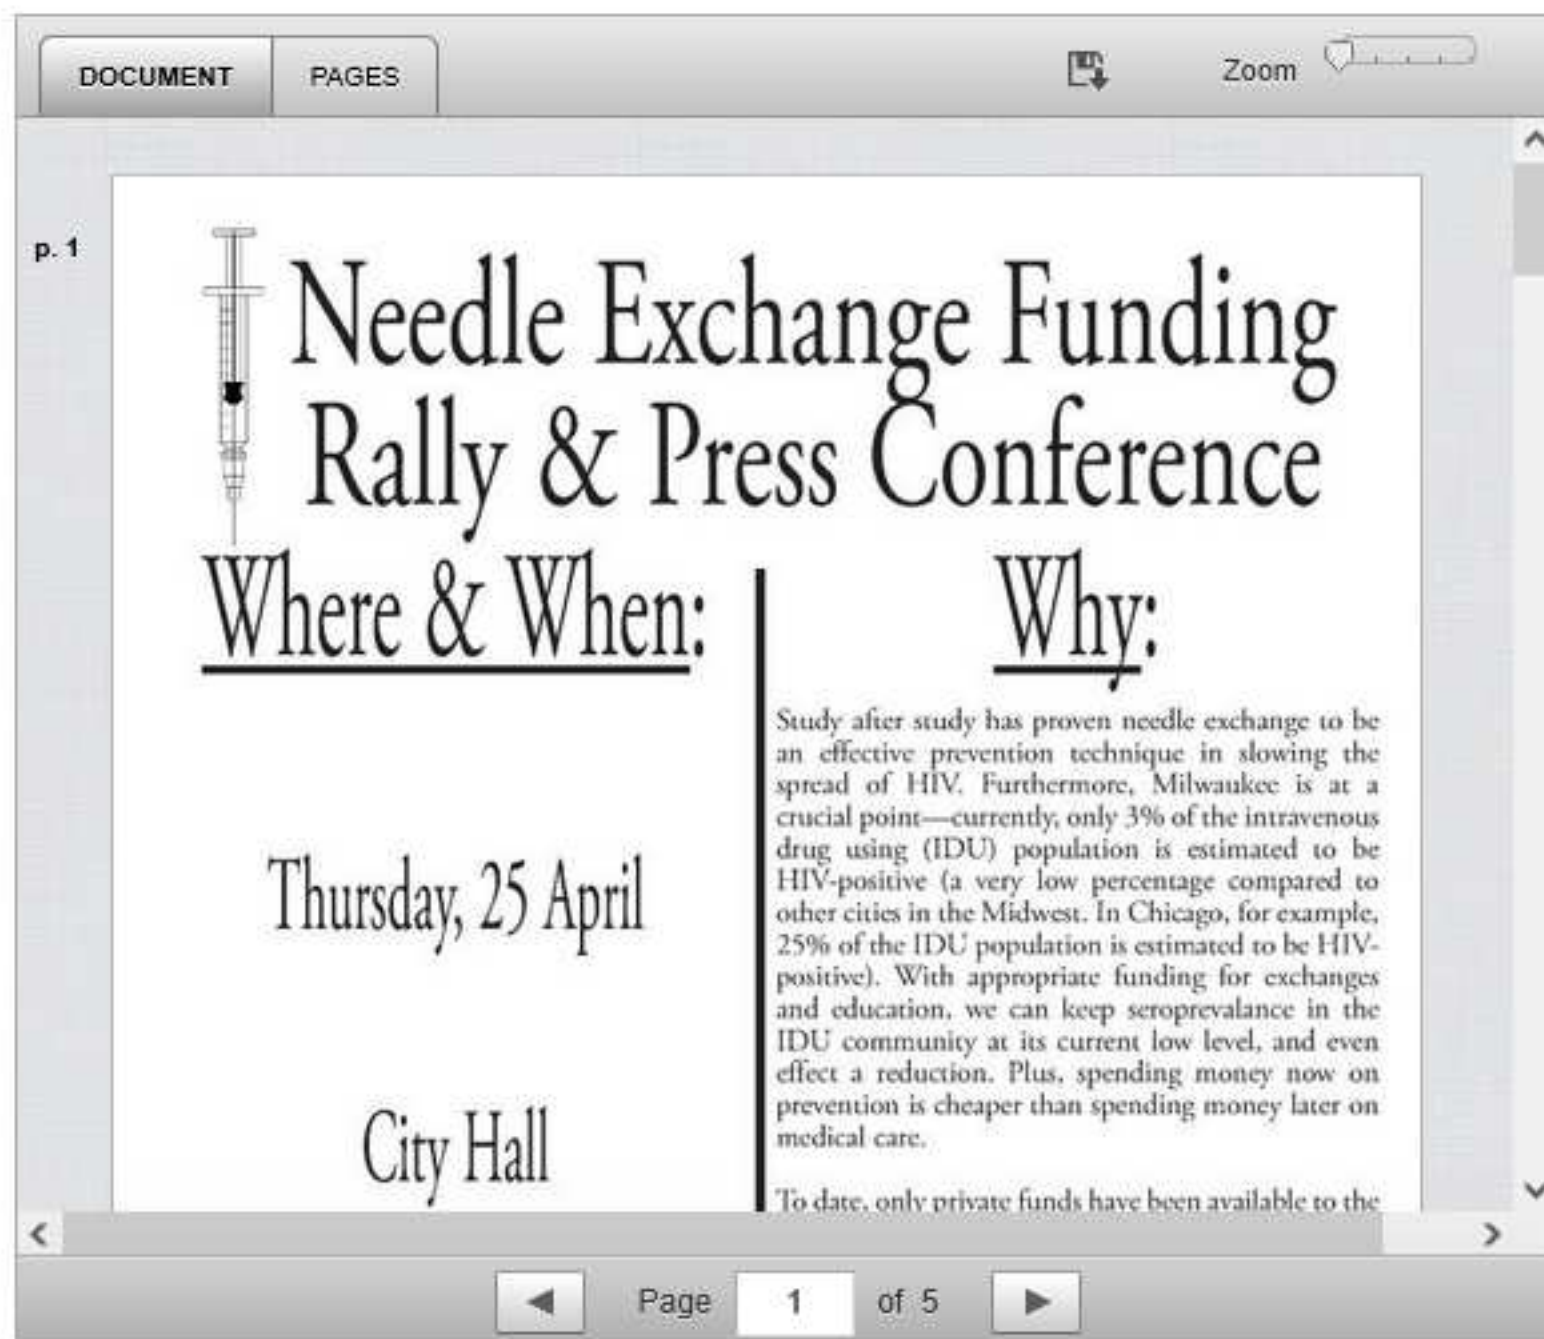 DOCUMENT PAGES Zoom
p. 1
Needle Exchange Funding
Rally & Press Conference
Where & When:
Thursday, 25 April
City Hall
Why:
Study after study has proven needle exchange to be
an effective prevention technique in slowing the
spread of HIV. Furthermore, Milwaukee is at a
crucial point—currently, only 3% of the intravenous
drug using (IDU) population is estimated to be
HIV-positive (a very low percentage compared to
other cities in the Midwest. In Chicago, for example,
25% of the IDU population is estimated to be HIV-
positive). With appropriate funding for exchanges
and education, we can keep seroprevalance in the
IDU community at its current low level, and even
effect a reduction. Plus, spending money now on
prevention is cheaper than spending money later on
medical care.
To date, only private funds have been available to the
Page 1 of 5